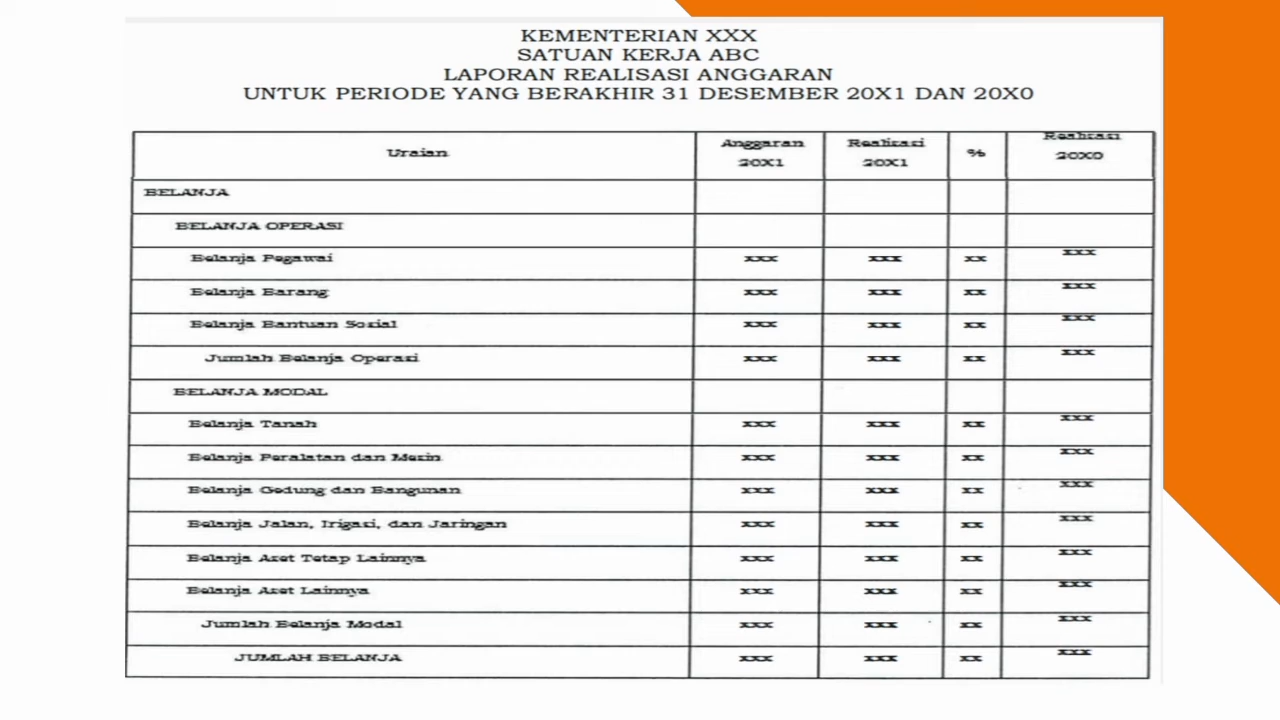 KEMENTERIAN XXX
SATUAN KERJA ABC
LAPORAN REALISASI ANGGARAN
UNTUK PERIODE YANG BERAKHIR 31 DESEMBER 20X1 DAN 20X0
Uraian Anggaran 20X1 Realisasi 20X1 % Realisasi 20X0
BELANJA
BELANJA OPERASI
Belanja Pegawai xxx xxx xx xxx
Belanja Barang xxx xxx xx xxx
Belanja Bantuan Sosial xxx xxx xx xxx
Jumlah Belanja Operasi xxx xxx xx xxx
BELANJA MODAL
Belanja Tanah xxx xxx xx xxx
Belanja Peralatan dan Mesin xxx xxx xx xxx
Belanja Gedung dan Bangunan xxx xxx xx xxx
Belanja Jalan, Irigasi, dan Jaringan xxx xxx xx xxx
Belanja Aset Tetap Lainnya xxx xxx xx xxx
Belanja Aset Lainnya xxx xxx xx xxx
Jumlah Belanja Modal xxx xxx xx xxx
JUMLAH BELANJA xxx xxx xx xxx